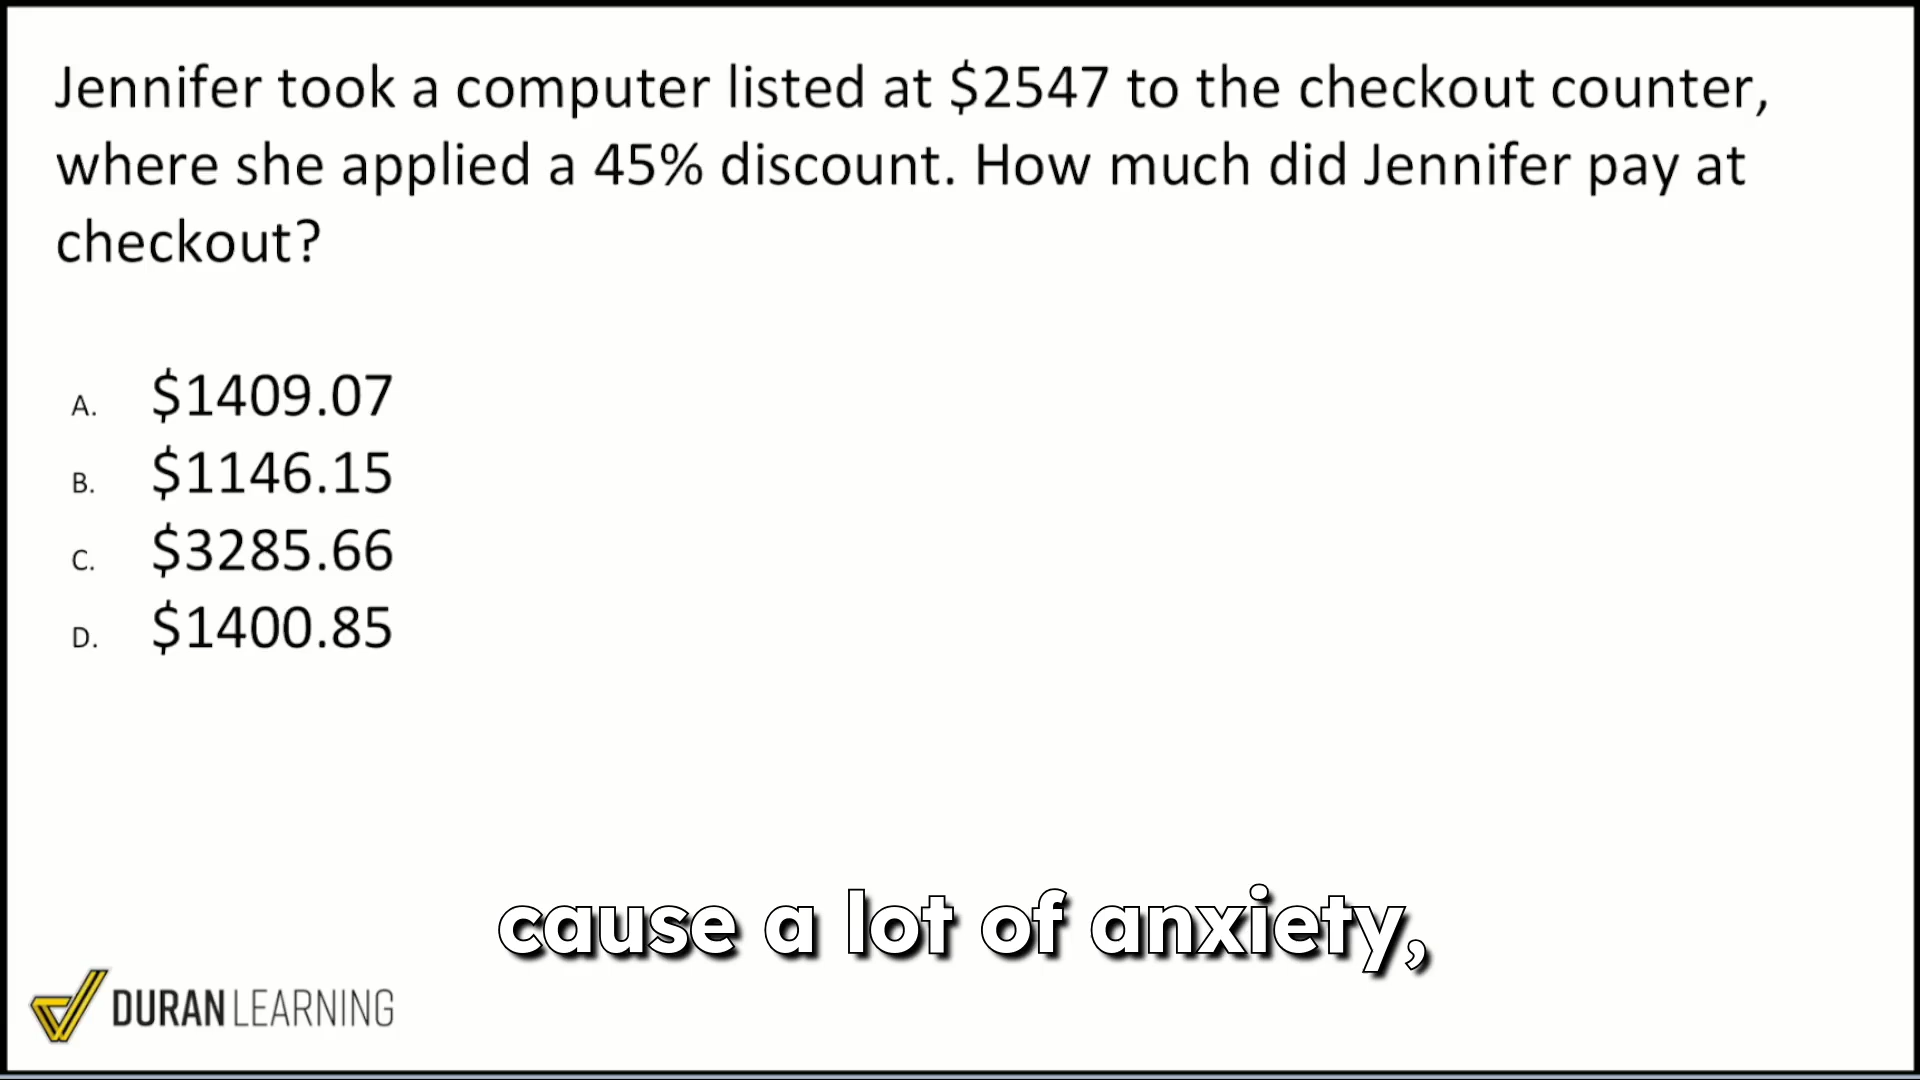 Jennifer took a computer listed at $2547 to the checkout counter,
where she applied a 45% discount. How much did Jennifer pay at
checkout?
A. $1409.07
B. $1146.15
C. $3285.66
D. $1400.85
cause a lot of anxiety,
DURAN LEARNING